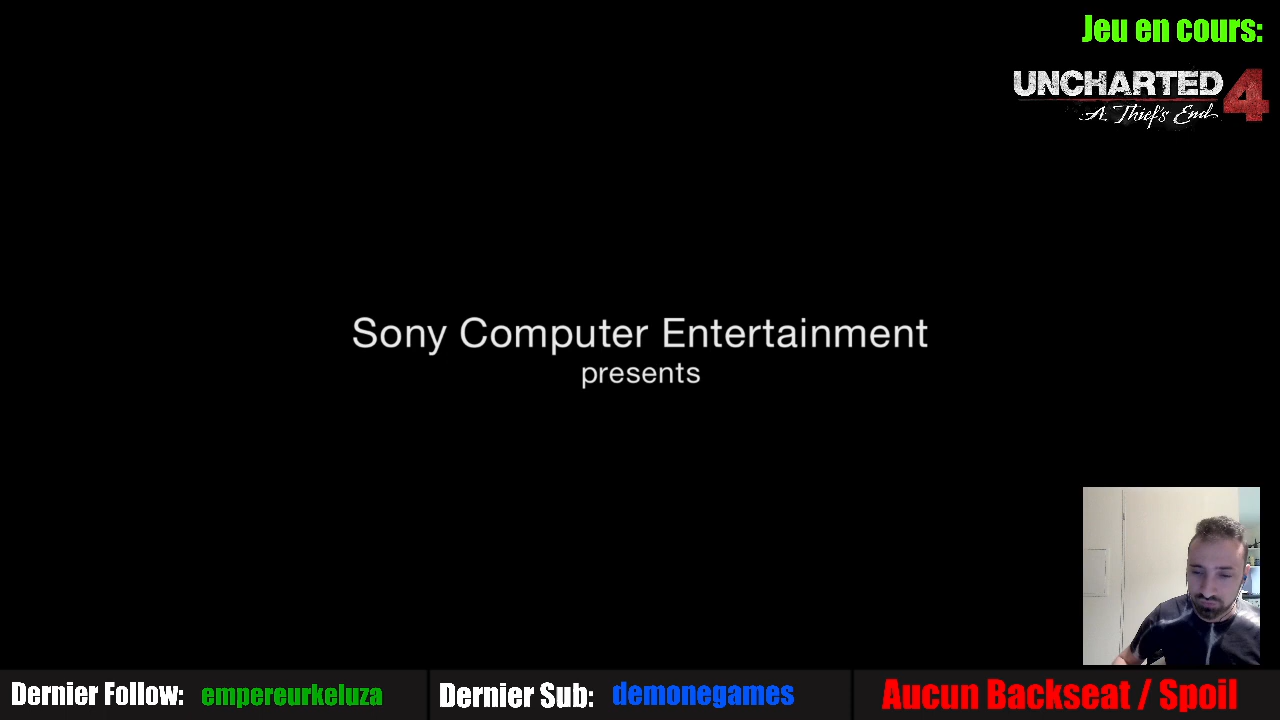 Jeu en cours:
UNCHARTED 4
A Thief's End
Sony Computer Entertainment
presents
Dernier Follow: empereurkeluza
Dernier Sub: demonegames
Aucun Backseat / Spoil